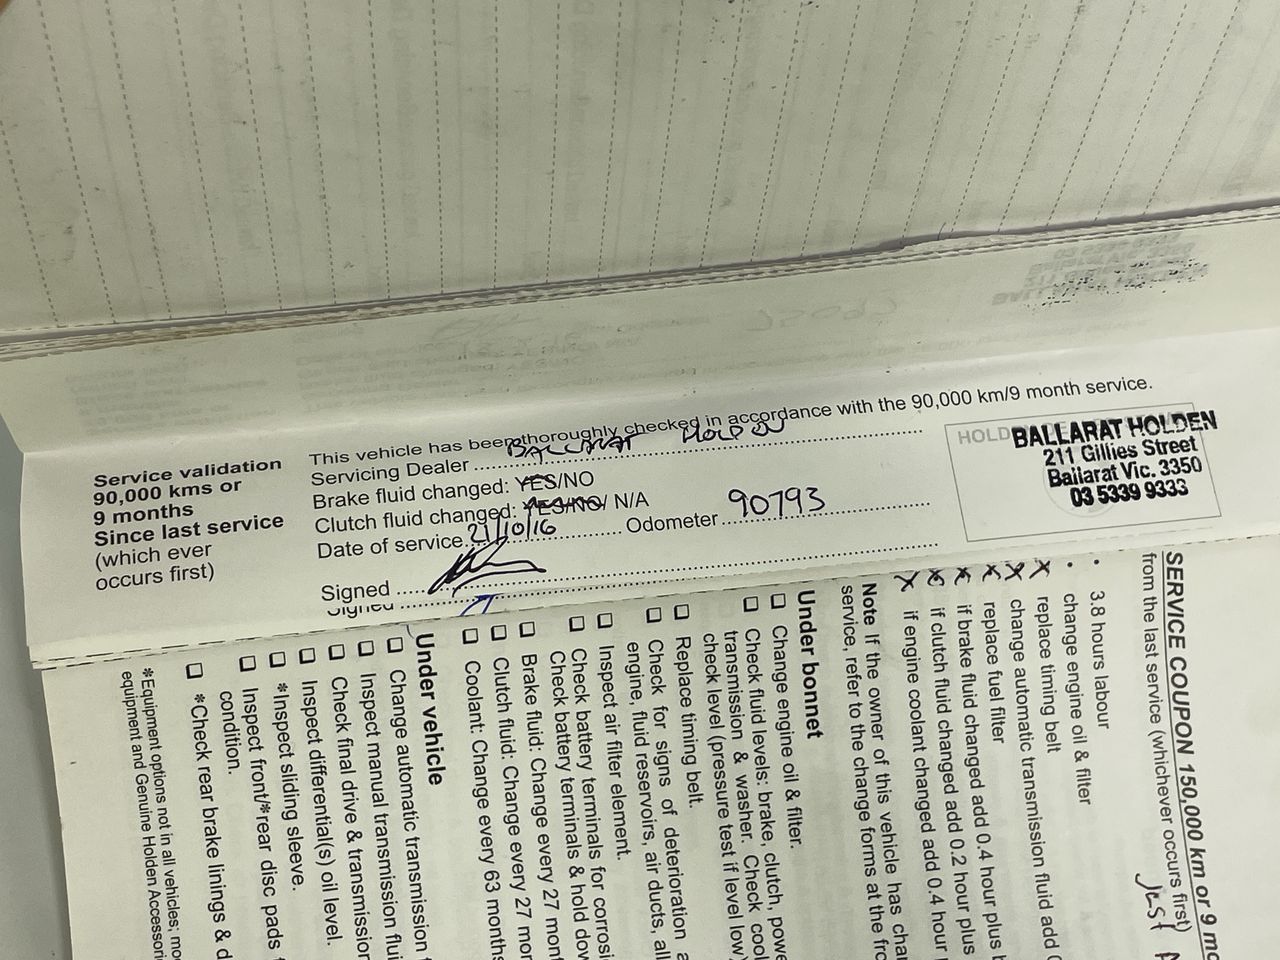 Service validation
90,000 kms or
9 months
Since last service
(which ever
occurs first)
This vehicle has been thoroughly checked in accordance with the 90,000 km/9 month service.
Servicing Dealer BALLARAT HOLDEN
Brake fluid changed: YES/NO
Clutch fluid changed: YES/NO/ N/A
Date of service 21/10/16 Odometer 90793
Signed
Signed
HOLD
BALLARAT HOLDEN
211 Gillies Street
Ballarat Vic. 3350
03 5339 9333
SERVICE COUPON 150,000 km or 9 mo
from the last service (whichever occurs first)
• 3.8 hours labour
• change engine oil & filter
replace timing belt
change automatic transmission fluid add
replace fuel filter
if brake fluid changed add 0.4 hour plus
if clutch fluid changed add 0.2 hour plus
if engine coolant changed add 0.4 hour
Note If the owner of this vehicle has char
service, refer to the change forms at the fro
Under bonnet
Change engine oil & filter.
Check fluid levels: brake, clutch, powe
transmission & washer. Check cool
check level (pressure test if level low)
Replace timing belt.
Check for signs of deterioration a
engine, fluid reservoirs, air ducts, all
Inspect air filter element.
Check battery terminals for corrosi
Check battery terminals & hold dow
Brake fluid: Change every 27 mont
Clutch fluid: Change every 27 mor
Coolant: Change every 63 months
Under vehicle
Change automatic transmission f
Inspect manual transmission flui
Check final drive & transmission
Inspect differential(s) oil level.
*Inspect sliding sleeve.
Inspect front/*rear disc pads
condition.
*Check rear brake linings & d
*Equipment options not in all vehicles; mo
equipment and Genuine Holden Accessori